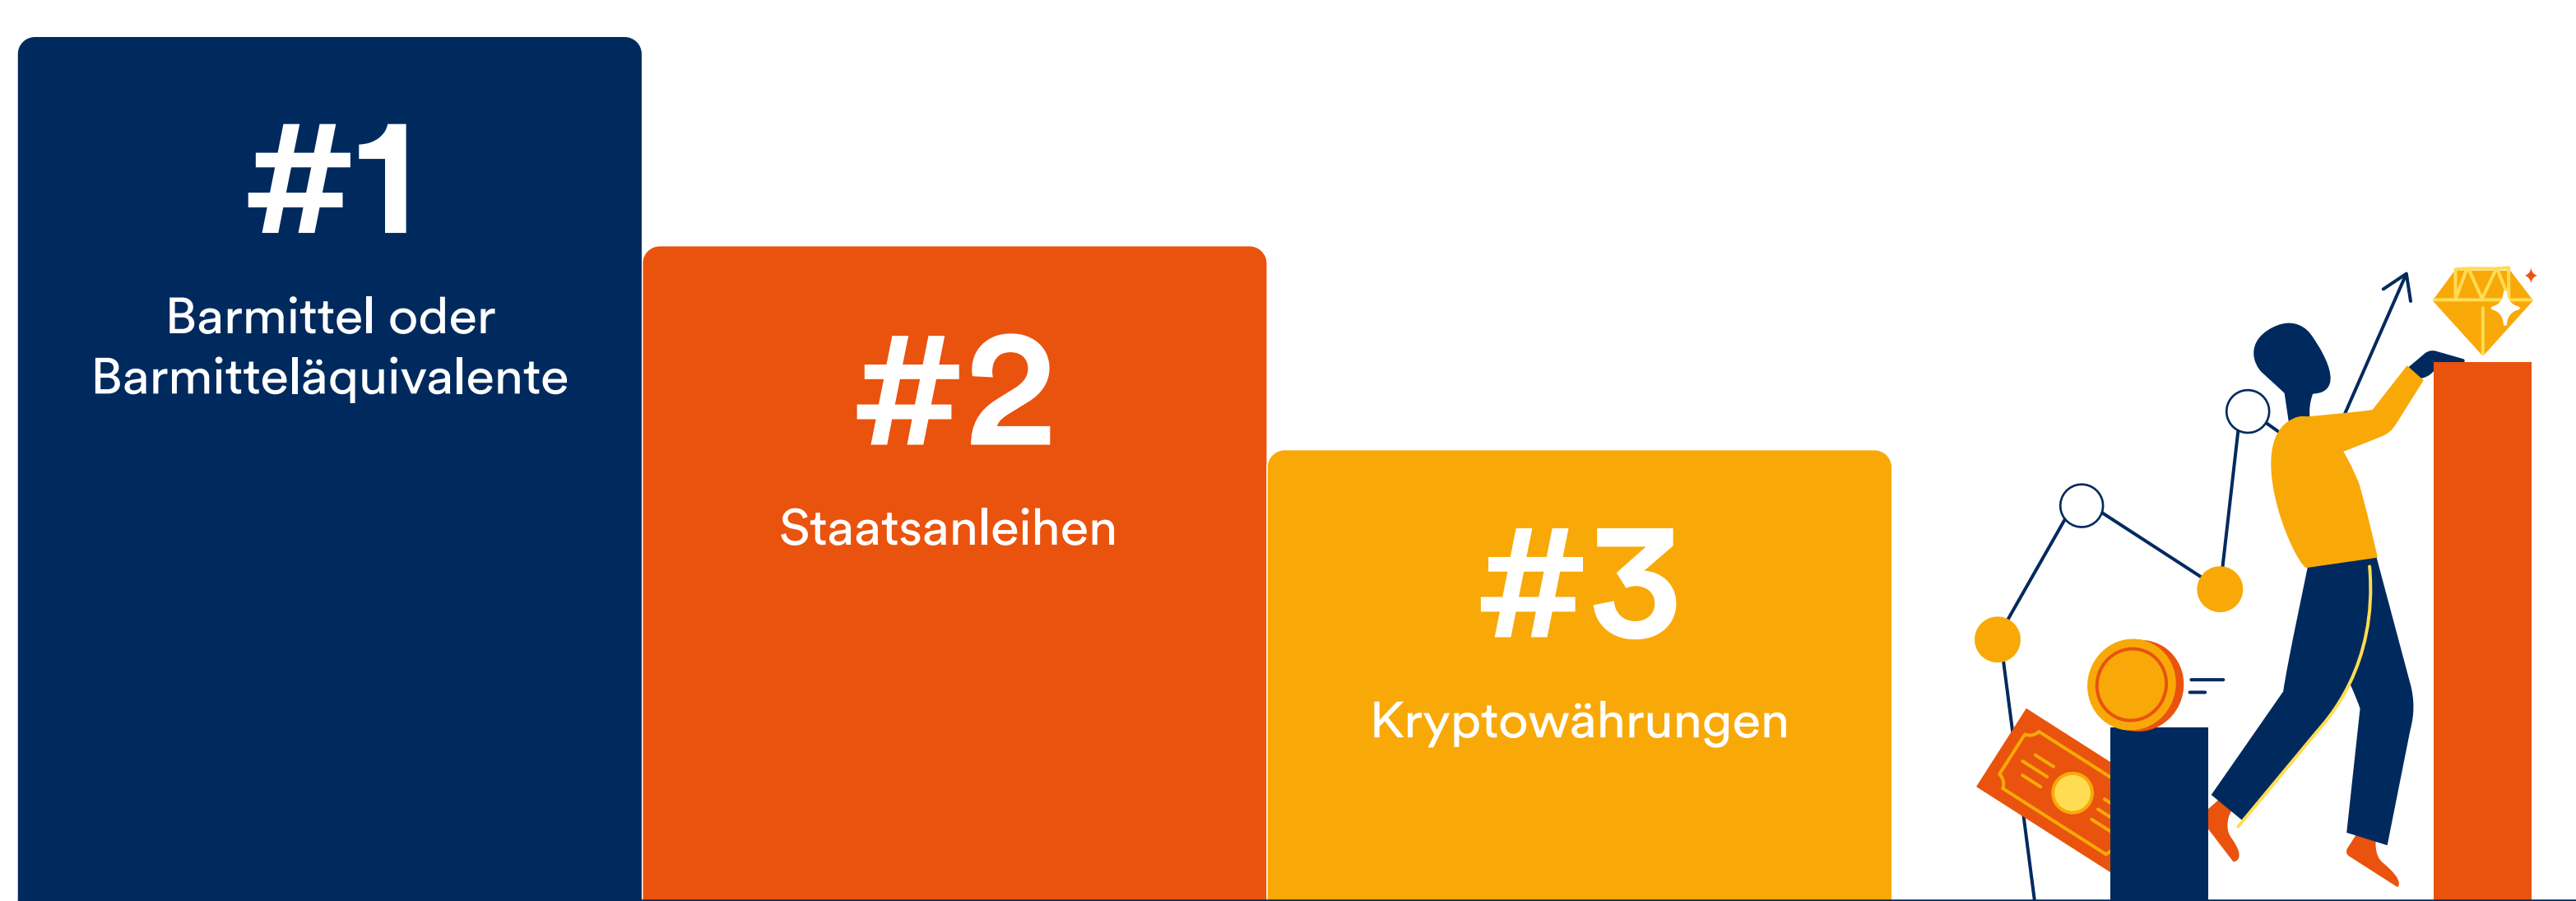 #1
Barmittel oder
Barmitteläquivalente
#2
Staatsanleihen
#3
Kryptowährungen